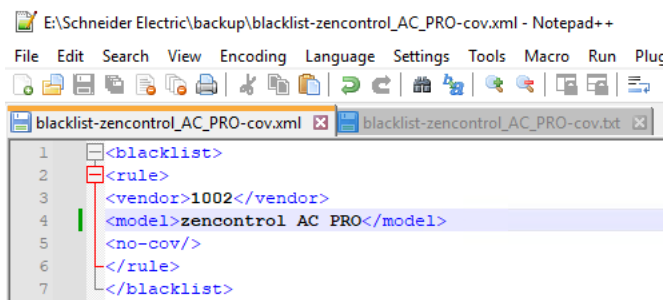 E:\Schneider Electric\backup\blacklist-zencontrol_AC_PRO-cov.xml - Notepad++
File Edit Search View Encoding Language Settings Tools Macro Run
blacklist-zencontrol_AC_PRO-cov.xml blacklist-zencontrol_AC_PRO-cov.txt
1 <blacklist>
2 <rule>
3 <vendor>1002</vendor>
4 <model>zencontrol AC PRO</model>
5 <no-cov/>
6 </rule>
7 </blacklist>